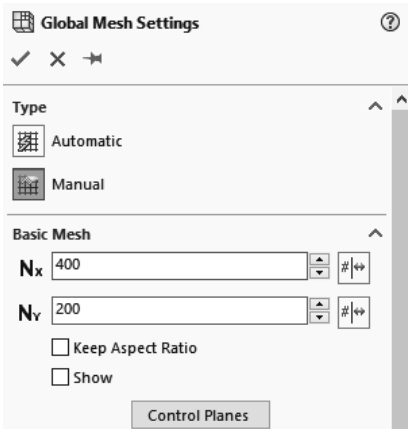 Global Mesh Settings
Type
Automatic
Manual
Basic Mesh
Nx 400
NY 200
Keep Aspect Ratio
Show
Control Planes